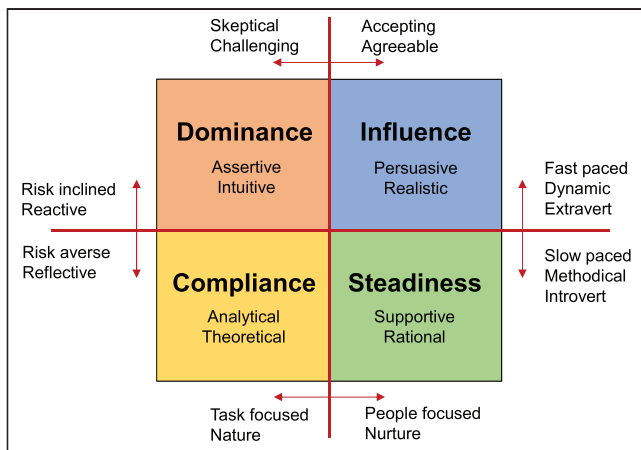 Skeptical
Challenging
Accepting
Agreeable
Dominance
Assertive
Intuitive
Influence
Persuasive
Realistic
Risk inclined
Reactive
Fast paced
Dynamic
Extravert
Risk averse
Reflective
Slow paced
Methodical
Introvert
Compliance
Analytical
Theoretical
Steadiness
Supportive
Rational
Task focused
Nature
People focused
Nurture